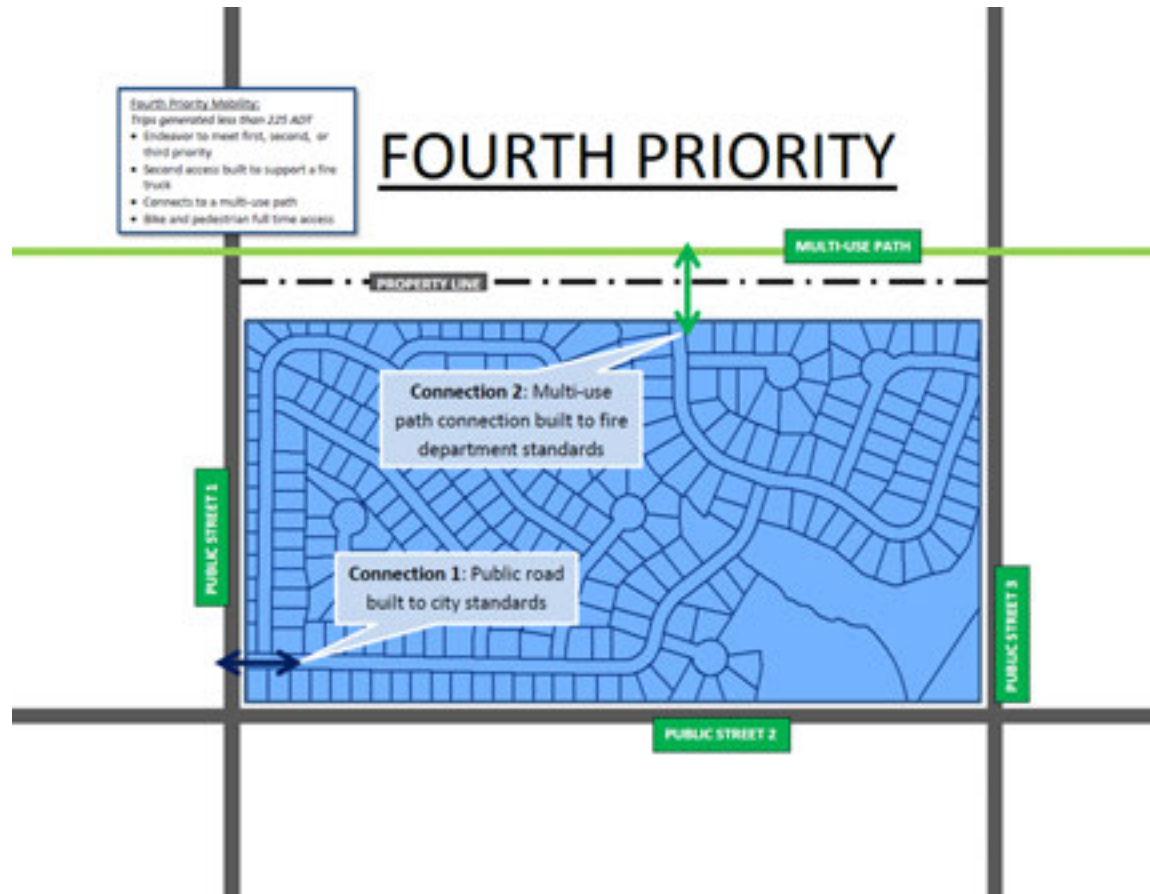 Fourth Priority Mobility:
Trips generated less than 225 ADT
• Endeavor to meet first, second, or
third priority
• Second access built to support a fire
truck
• Connects to a multi-use path
• Bike and pedestrian full time access
FOURTH PRIORITY
MULTI-USE PATH
PROPERTY LINE
Connection 2: Multi-use
path connection built to fire
department standards
PUBLIC STREET 1
Connection 1: Public road
built to city standards
PUBLIC STREET 3
PUBLIC STREET 2